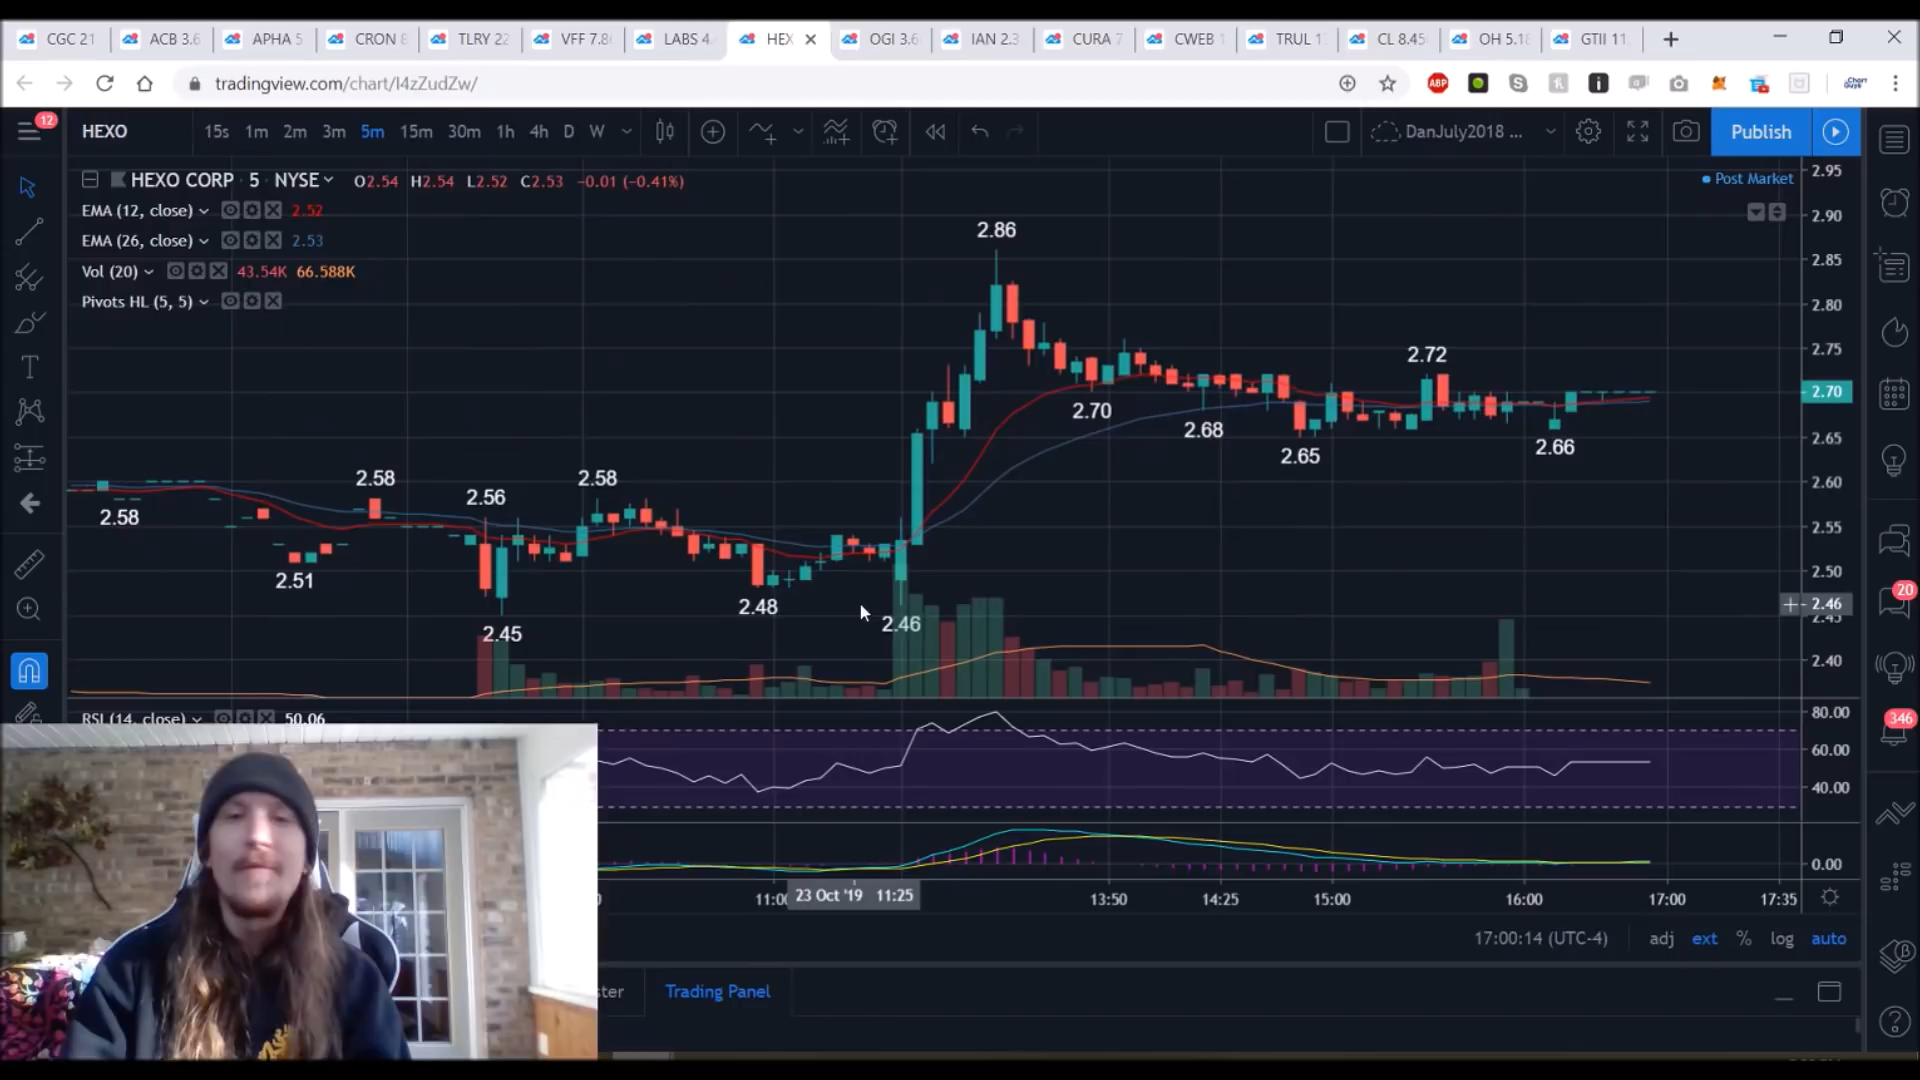 CGC 21
ACB 3.6
APHA 5
CRON 8
TLRY 22
VFF 7.8
LABS 4.
HEX
OGI 3.6
IAN 2.3
CURA 7
CWEB 1
TRUL 1
CL 8.45
OH 5.18
GTII 11.
tradingview.com/chart/I4zZudZw/
ABP
12
HEXO
15s 1m 2m 3m 5m 15m 30m 1h 4h D W
DanJuly2018 ...
Publish
HEXO CORP · 5 NYSE O2.54 H2.54 L2.52 C2.53 −0.01 (−0.41%)
Post Market
EMA (12, close) 2.52
EMA (26, close) 2.53
Vol (20) 43.54K 66.588K
Pivots HL (5, 5)
2.58
2.51
2.58
2.56
2.45
2.58
2.48
2.46
2.86
2.70
2.68
2.65
2.72
2.66
2.95
2.90
2.85
2.80
2.75
2.70
2.65
2.60
2.55
2.50
2.46
2.45
2.40
20
346
RSI (14, close) 50.06
80.00
60.00
40.00
0.00
11:00
23 Oct '19 11:25
13:50
14:25
15:00
16:00
17:00
17:35
17:00:14 (UTC-4)
adj ext % log auto
ster
Trading Panel